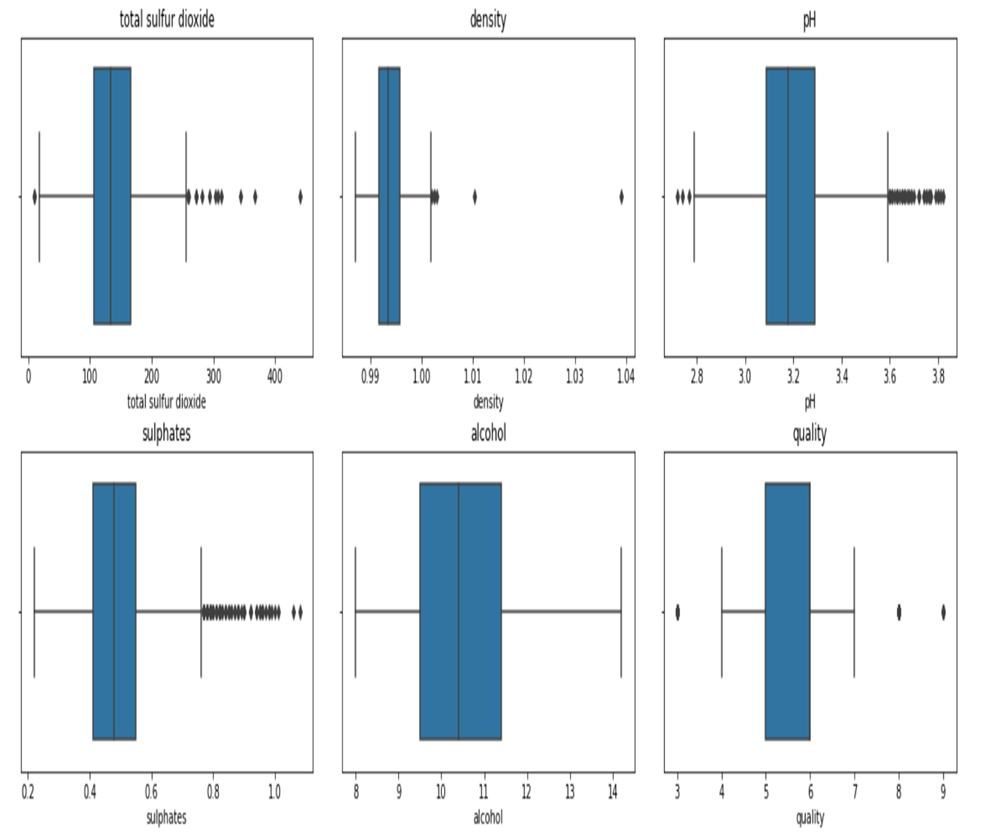 total sulfur dioxide density pH
0 100 200 300 400 0.99 1.00 1.01 1.02 1.03 1.04 2.8 3.0 3.2 3.4 3.6 3.8
total sulfur dioxide density pH
sulphates alcohol quality
0.2 0.4 0.6 0.8 1.0 8 9 10 11 12 13 14 3 4 5 6 7 8 9
sulphates alcohol quality